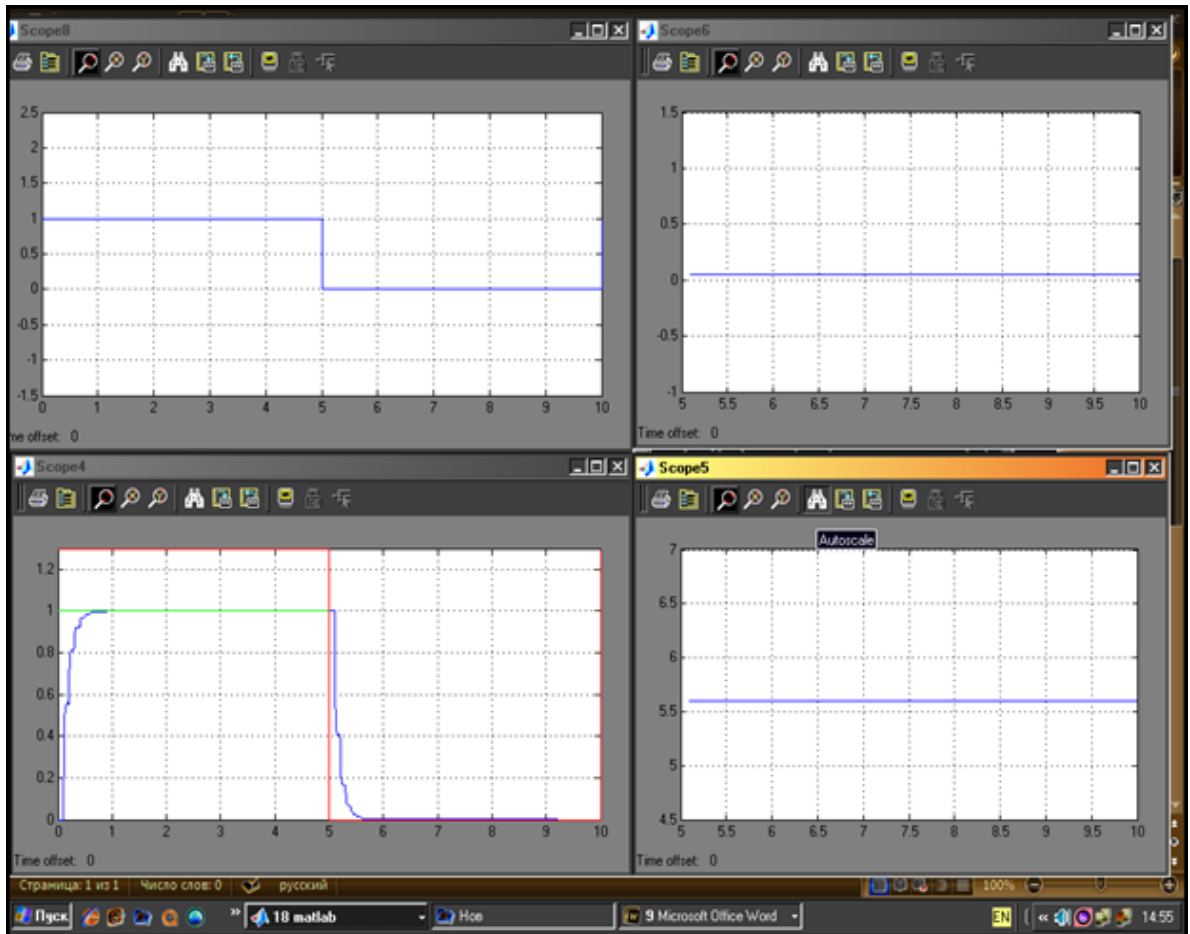 Scope8
2.5
2
1.5
1
0.5
0
-0.5
-1
-1.5
0 1 2 3 4 5 6 7 8 9 10
me offset: 0
Scope6
1.5
1
0.5
0
-0.5
-1
5 5.5 6 6.5 7 7.5 8 8.5 9 9.5 10
Time offset: 0
Scope4
1.2
1
0.8
0.6
0.4
0.2
0
0 1 2 3 4 5 6 7 8 9 10
Time offset: 0
Scope5
Autoscale
7
6.5
6
5.5
5
4.5
5 5.5 6 6.5 7 7.5 8 8.5 9 9.5 10
Time offset: 0
Страница: 1 из 1 Число слов: 0 русский 100%
Пуск » 18 matlab Нов 9 Microsoft Office Word EN « 14:55